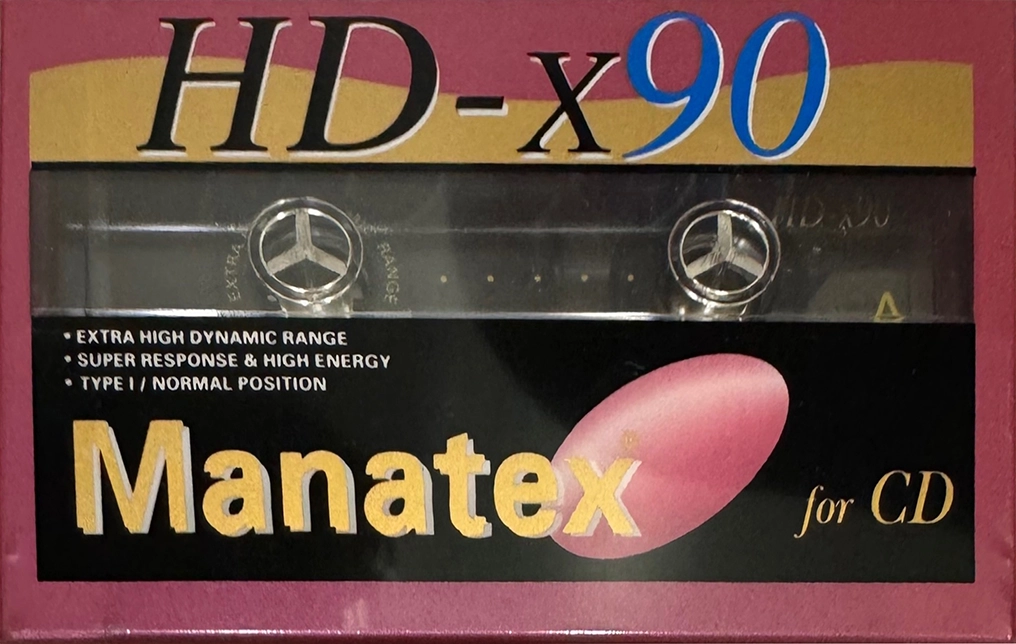 HD-x90
EXTRA
RANGE
HD-x90
A
• EXTRA HIGH DYNAMIC RANGE
• SUPER RESPONSE & HIGH ENERGY
• TYPE I / NORMAL POSITION
Manatex®
for CD